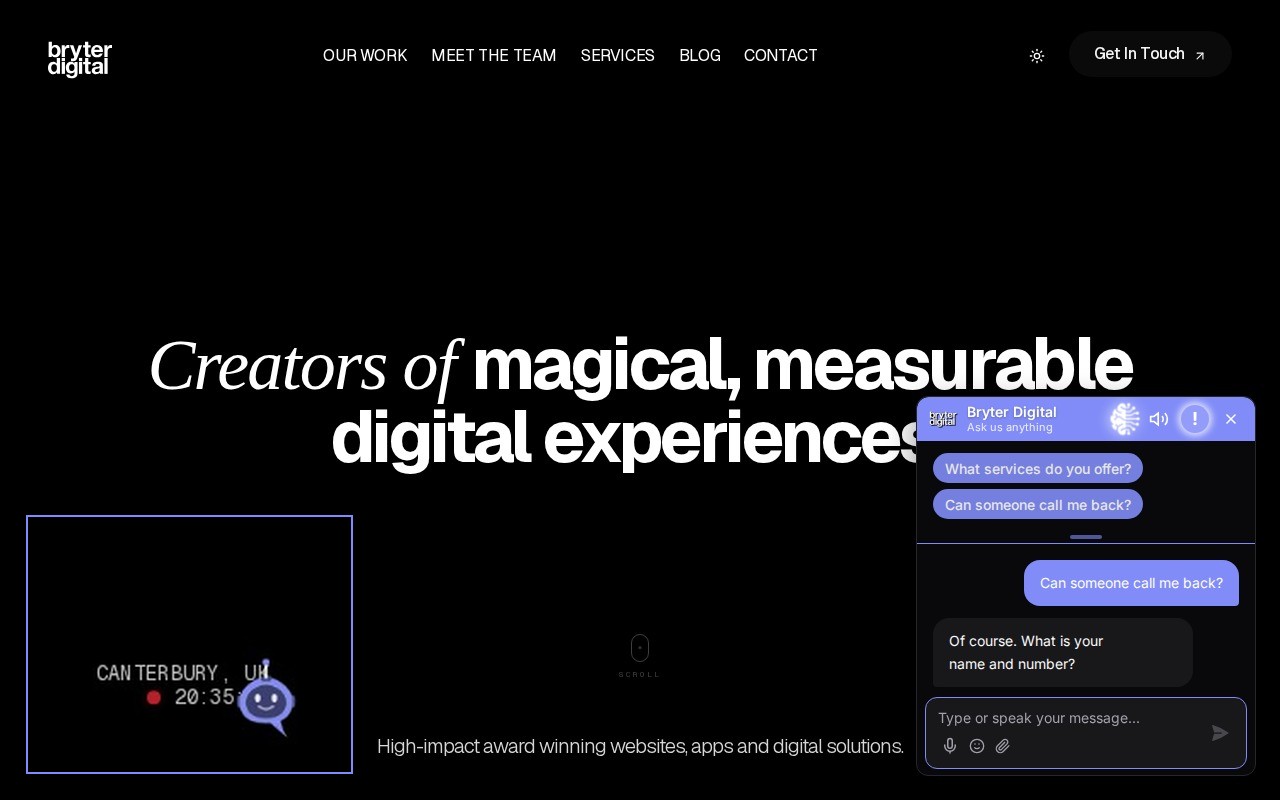 bryter
digital
OUR WORK
MEET THE TEAM
SERVICES
BLOG
CONTACT
Get In Touch
Creators of magical, measurable
digital experiences
CANTERBURY, UK
20:35
SCROLL
High-impact award winning websites, apps and digital solutions.
bryter
digital
Bryter Digital
Ask us anything
!
What services do you offer?
Can someone call me back?
Can someone call me back?
Of course. What is your
name and number?
Type or speak your message...